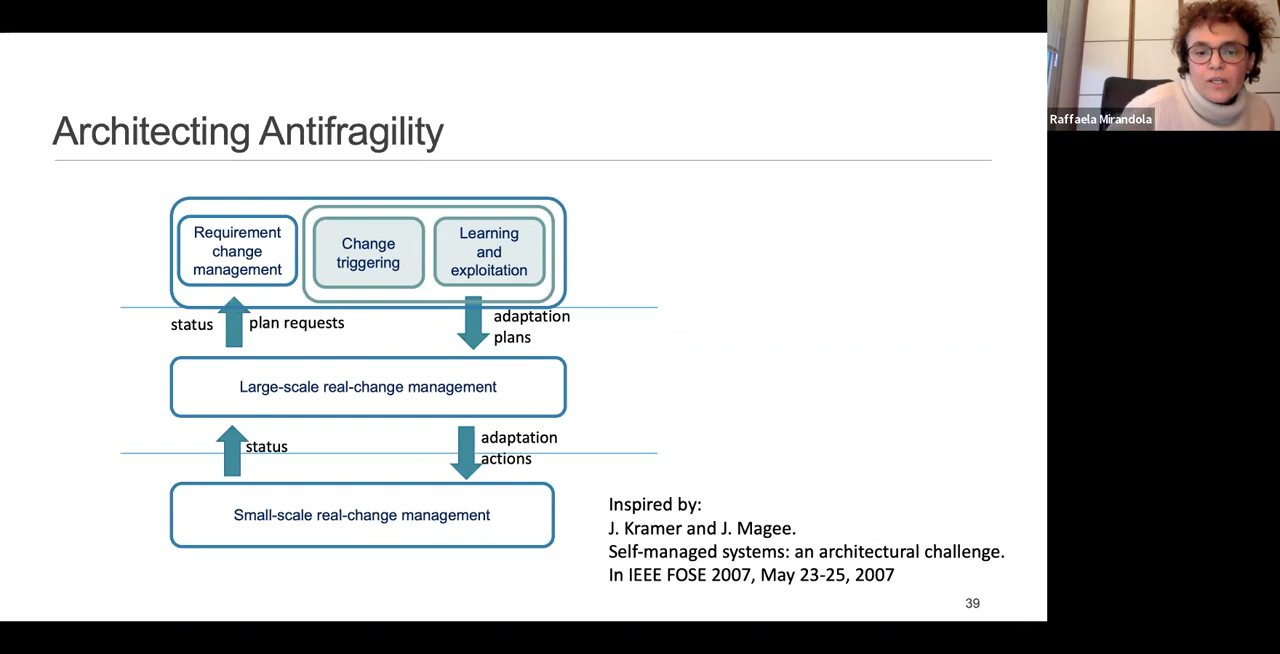 Architecting Antifragility
Requirement
change
management
Change
triggering
Learning
and
exploitation
status
plan requests
adaptation
plans
Large-scale real-change management
status
adaptation
actions
Small-scale real-change management
Inspired by:
J. Kramer and J. Magee.
Self-managed systems: an architectural challenge.
In IEEE FOSE 2007, May 23-25, 2007
39
Raffaela Mirandola